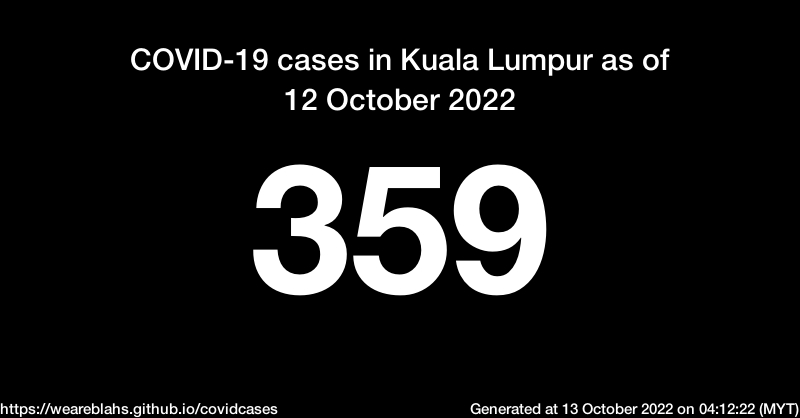 COVID-19 cases in Kuala Lumpur as of
12 October 2022
359
https://weareblahs.github.io/covidcases
Generated at 13 October 2022 on 04:12:22 (MYT)